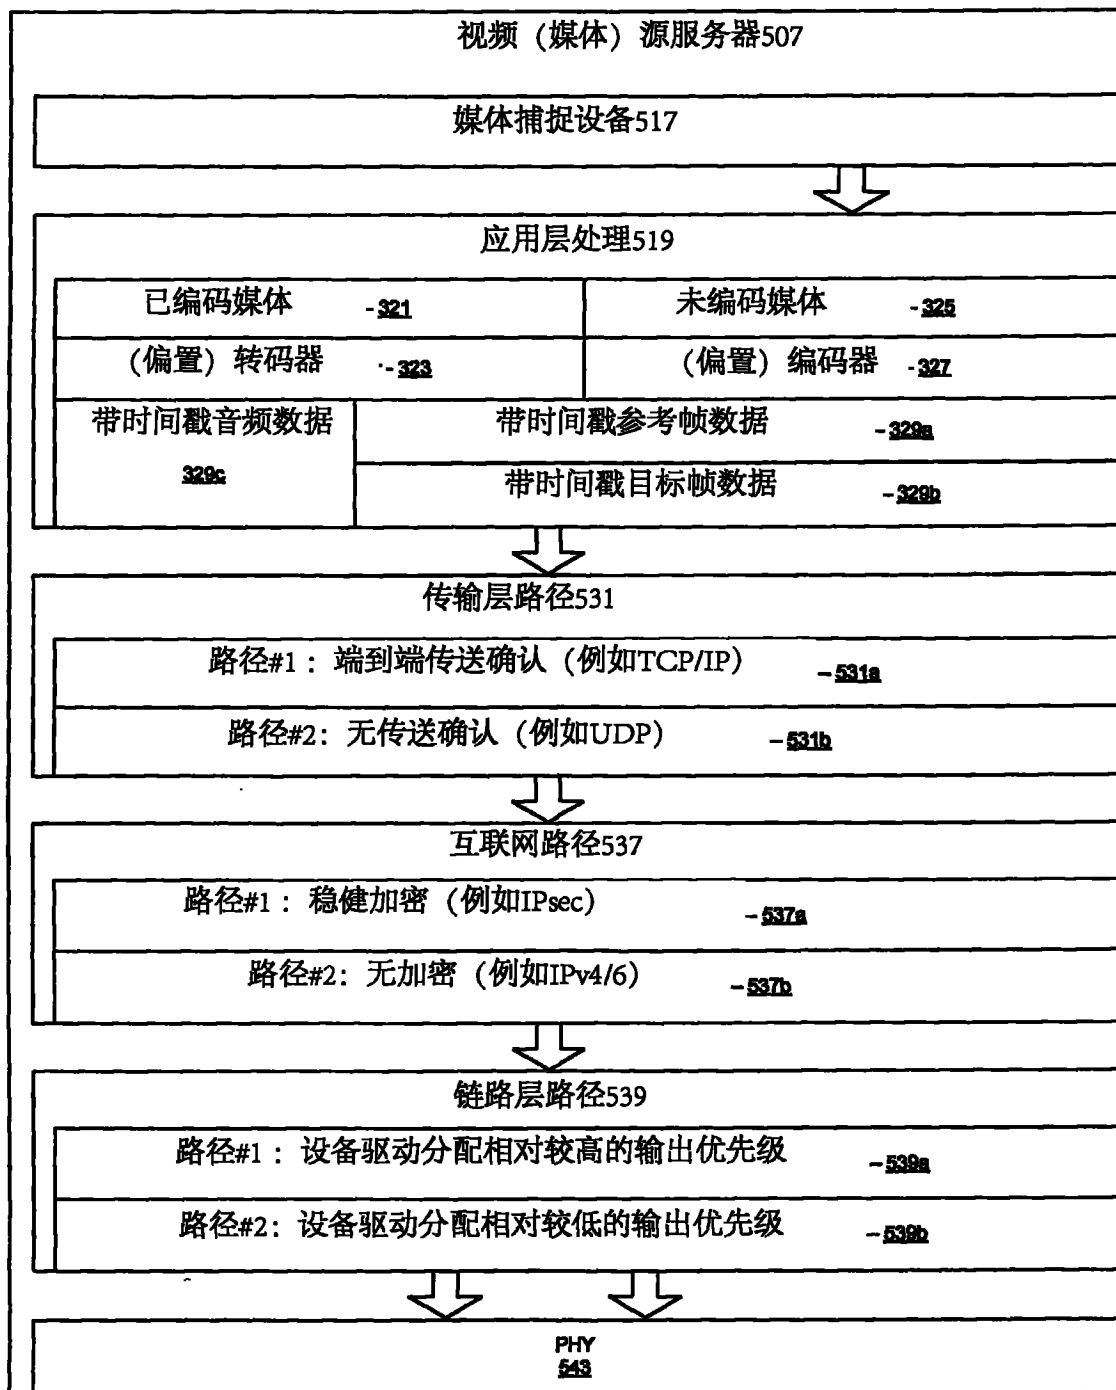 视频（媒体）源服务器507
媒体捕捉设备517
应用层处理519
已编码媒体 - 321
未编码媒体 - 325
（偏置）转码器 - 323
（偏置）编码器 - 327
带时间戳音频数据
329c
带时间戳参考帧数据 - 329a
带时间戳目标帧数据 - 329b
传输层路径531
路径#1：端到端传送确认（例如TCP/IP） - 531a
路径#2：无传送确认（例如UDP） - 531b
互联网路径537
路径#1：稳健加密（例如IPsec） - 537a
路径#2：无加密（例如IPv4/6） - 537b
链路层路径539
路径#1：设备驱动分配相对较高的输出优先级 - 539a
路径#2：设备驱动分配相对较低的输出优先级 - 539b
PHY
543